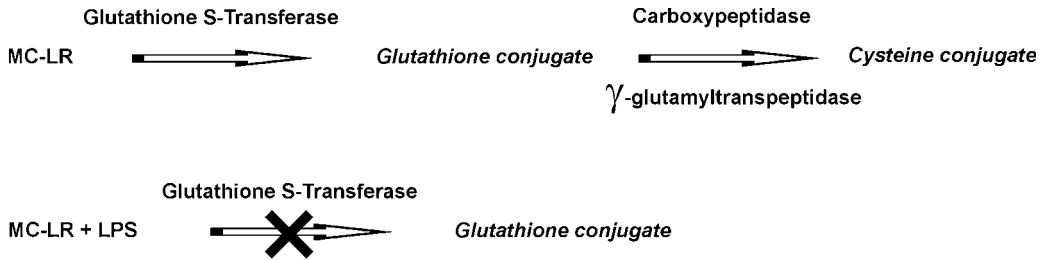 Glutathione S-Transferase
Carboxypeptidase
MC-LR
Glutathione conjugate
Cysteine conjugate
γ-glutamyltranspeptidase
Glutathione S-Transferase
MC-LR + LPS
Glutathione conjugate